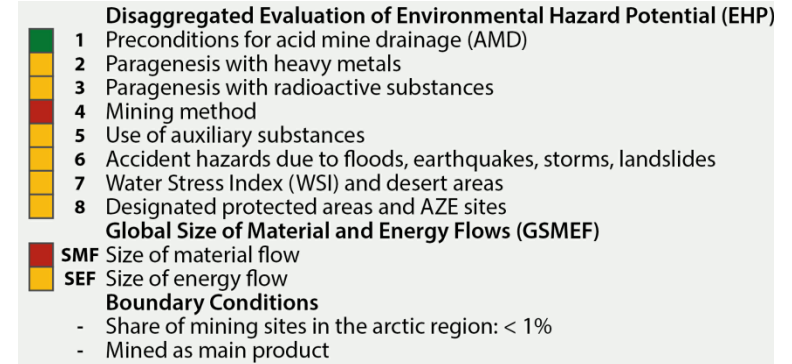 Disaggregated Evaluation of Environmental Hazard Potential (EHP)
1 Preconditions for acid mine drainage (AMD)
2 Paragenesis with heavy metals
3 Paragenesis with radioactive substances
4 Mining method
5 Use of auxiliary substances
6 Accident hazards due to floods, earthquakes, storms, landslides
7 Water Stress Index (WSI) and desert areas
8 Designated protected areas and AZE sites
Global Size of Material and Energy Flows (GSMEF)
SMF Size of material flow
SEF Size of energy flow
Boundary Conditions
- Share of mining sites in the arctic region: < 1%
- Mined as main product